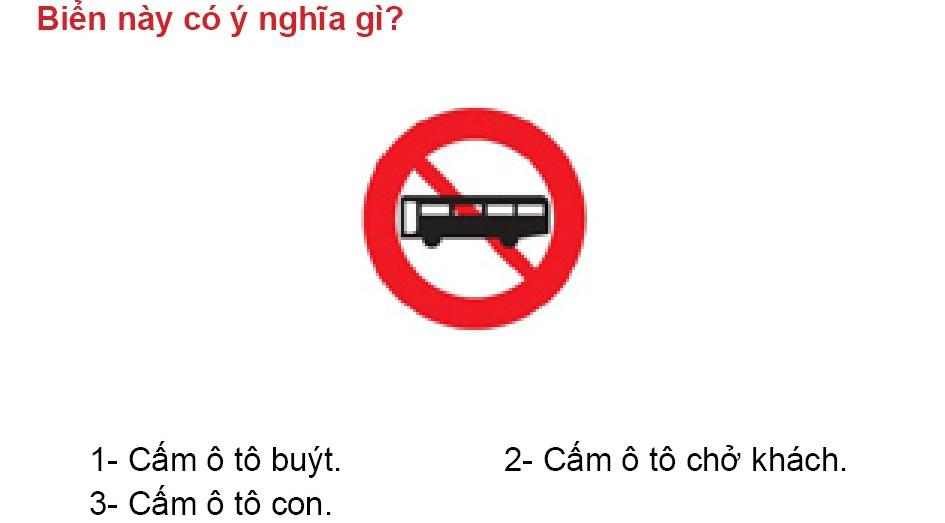 Biển này có ý nghĩa gì?
1- Cấm ô tô buýt. 2- Cấm ô tô chở khách.
3- Cấm ô tô con.